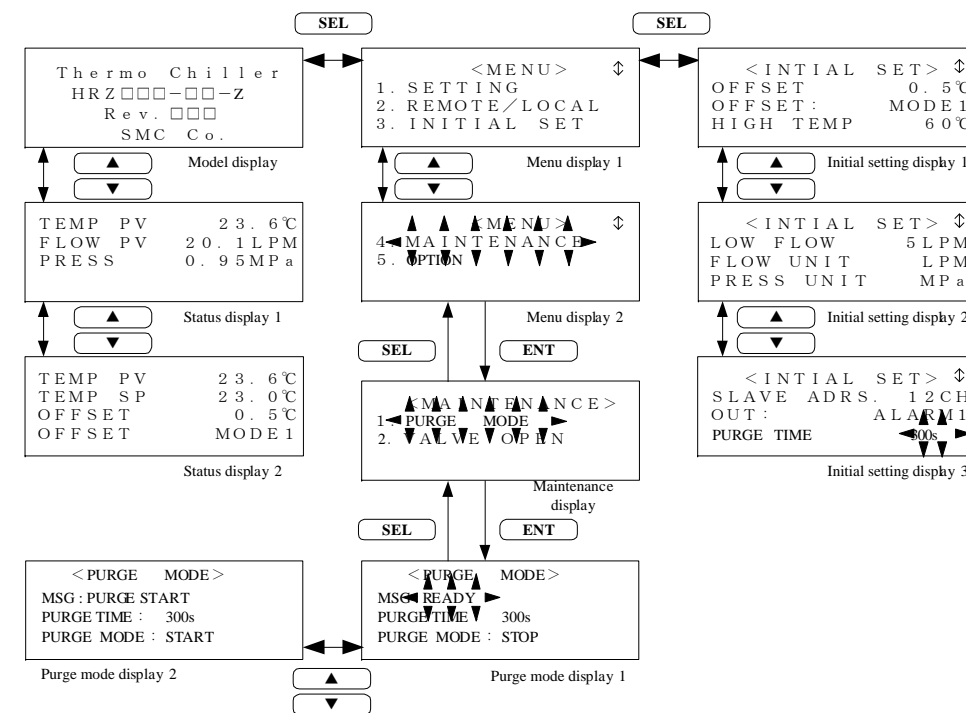 SEL
SEL
Thermo Chiller
HRZ□□□-□□-Z
Rev. □□□
SMC Co.
Model display
▲
▼
TEMP PV 23.6℃
FLOW PV 20.1LPM
PRESS 0.95MPa
Status display 1
▲
▼
TEMP PV 23.6℃
TEMP SP 23.0℃
OFFSET 0.5℃
OFFSET MODE1
Status display 2
<MENU> ⇕
1. SETTING
2. REMOTE/LOCAL
3. INITIAL SET
Menu display 1
▲
▼
<MENU> ⇕
4. MAINTENANCE
5. OPTION
Menu display 2
SEL
ENT
<MAINTENANCE>
1. PURGE MODE
2. VALVE OPEN
Maintenance
display
SEL
ENT
<PURGE MODE>
MSG : READY
PURGE TIME : 300s
PURGE MODE : STOP
Purge mode display 1
<PURGE MODE>
MSG : PURGE START
PURGE TIME : 300s
PURGE MODE : START
Purge mode display 2
▲
▼
<INTIAL SET> ⇕
OFFSET 0.5℃
OFFSET: MODE1
HIGH TEMP 60℃
Initial setting display 1
▲
▼
<INTIAL SET> ⇕
LOW FLOW 5LPM
FLOW UNIT LPM
PRESS UNIT MPa
Initial setting display 2
▲
▼
<INTIAL SET> ⇕
SLAVE ADRS. 12CH
OUT: ALARM1
PURGE TIME 300s
Initial setting display 3